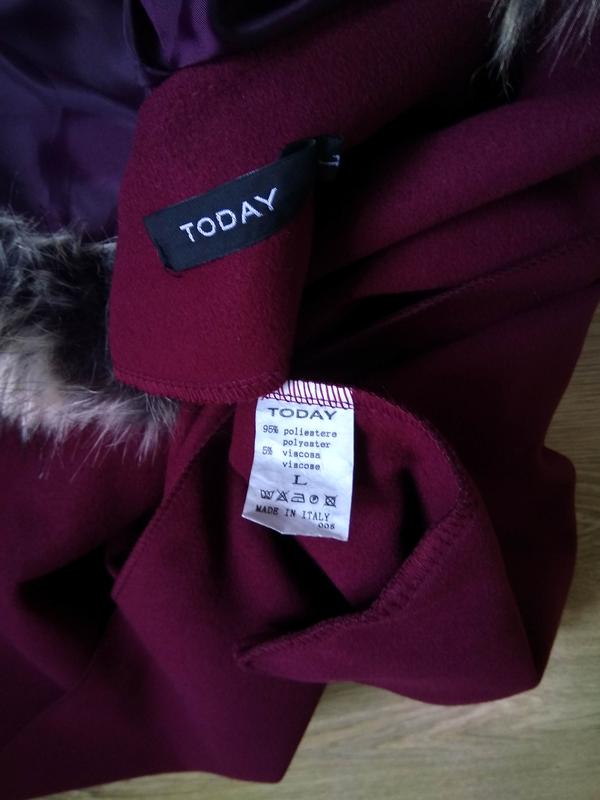 TODAY
L
TODAY
95% poliestere
polyester
5% viscosa
viscose
L
MADE IN ITALY
008